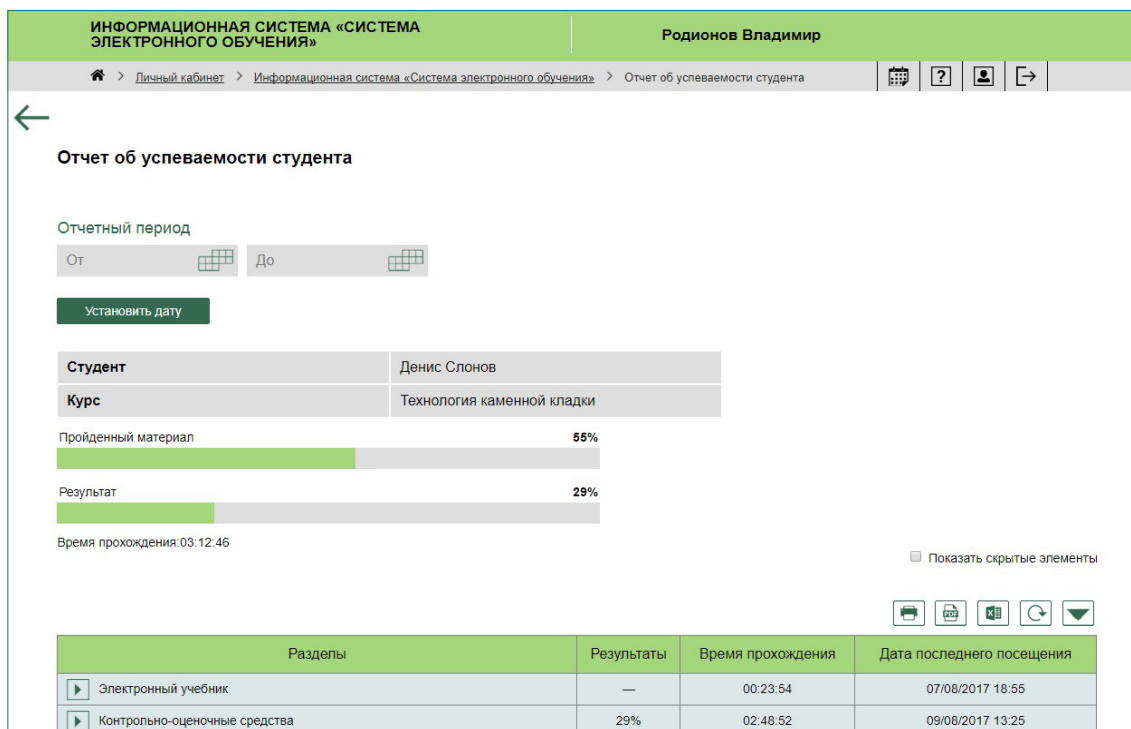 ИНФОРМАЦИОННАЯ СИСТЕМА «СИСТЕМА
ЭЛЕКТРОННОГО ОБУЧЕНИЯ»
Родионов Владимир
> Личный кабинет > Информационная система «Система электронного обучения» > Отчет об успеваемости студента
?
Отчет об успеваемости студента
Отчетный период
От До
Установить дату
Студент Денис Слонов
Курс Технология каменной кладки
Пройденный материал 55%
Результат 29%
Время прохождения:03:12:46
Показать скрытые элементы
PDF X
Разделы Результаты Время прохождения Дата последнего посещения
Электронный учебник — 00:23:54 07/08/2017 18:55
Контрольно-оценочные средства 29% 02:48:52 09/08/2017 13:25